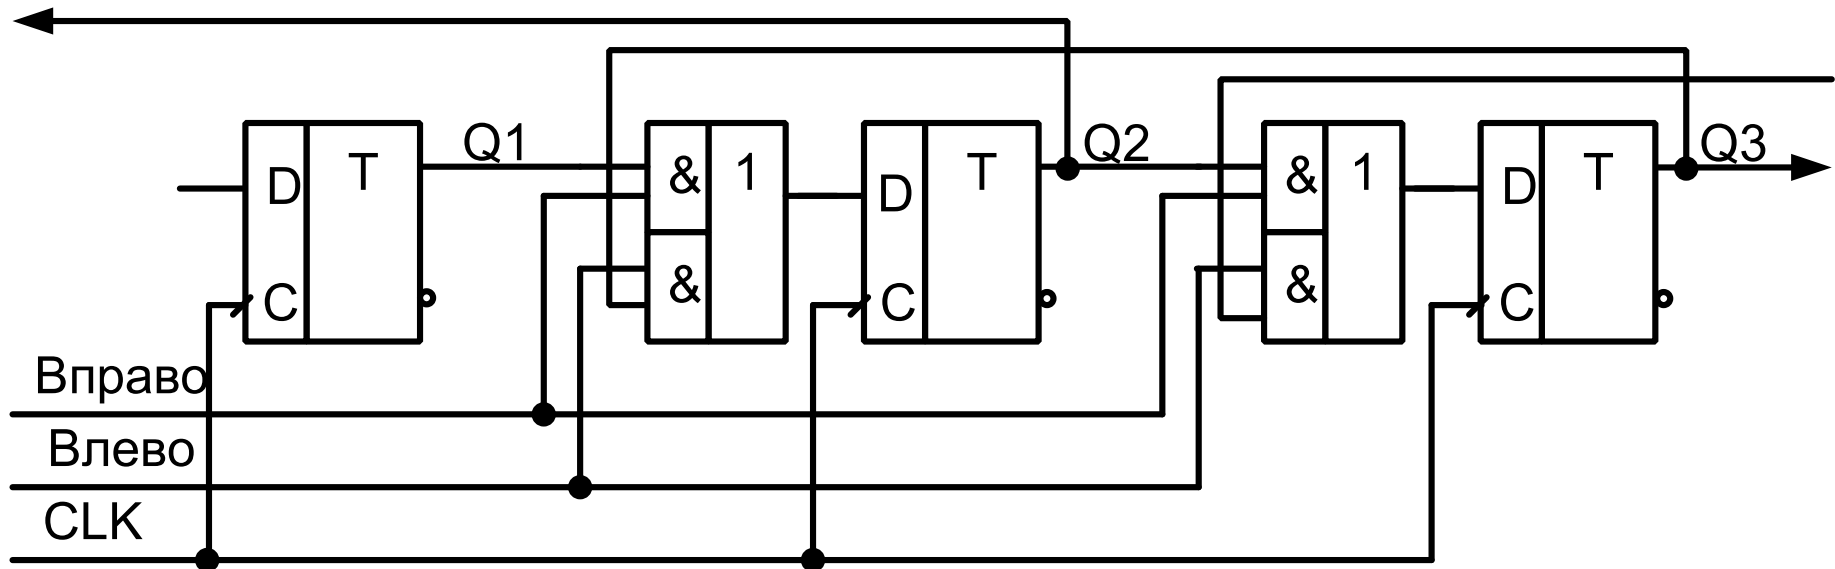 Q1 Q2 Q3
T & 1 T & 1 T
D D D
C & C & C
Вправо
Влево
CLK